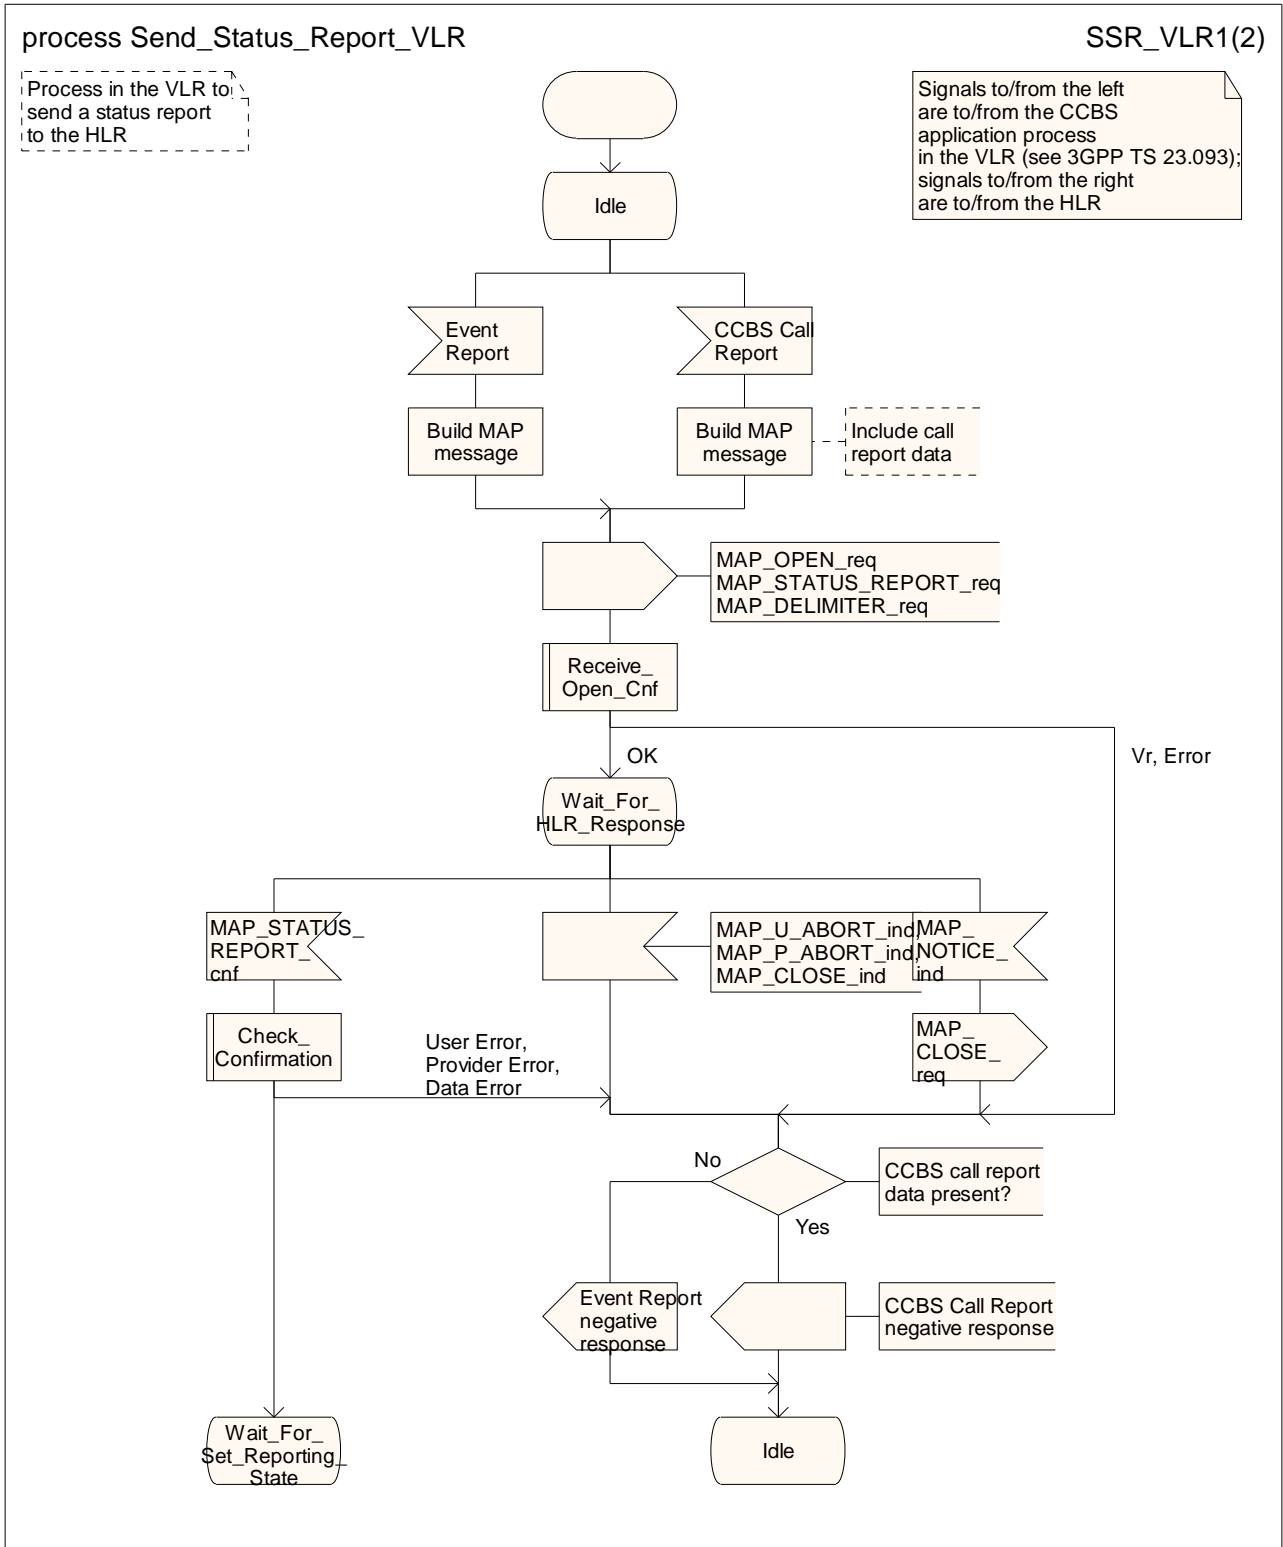 process Send_Status_Report_VLR
SSR_VLR1(2)
Process in the VLR to
send a status report
to the HLR
Signals to/from the left
are to/from the CCBS
application process
in the VLR (see 3GPP TS 23.093);
signals to/from the right
are to/from the HLR
Idle
Event
Report
CCBS Call
Report
Build MAP
message
Build MAP
message
Include call
report data
MAP_OPEN_req
MAP_STATUS_REPORT_req
MAP_DELIMITER_req
Receive_
Open_Cnf
OK
Vr, Error
Wait_For_
HLR_Response
MAP_STATUS_
REPORT_
cnf
MAP_U_ABORT_ind,
MAP_P_ABORT_ind,
MAP_CLOSE_ind
MAP_
NOTICE_
ind
Check_
Confirmation
User Error,
Provider Error,
Data Error
MAP_
CLOSE_
req
No
Yes
CCBS call report
data present?
Event Report
negative
response
CCBS Call Report
negative response
Wait_For_
Set_Reporting_
State
Idle